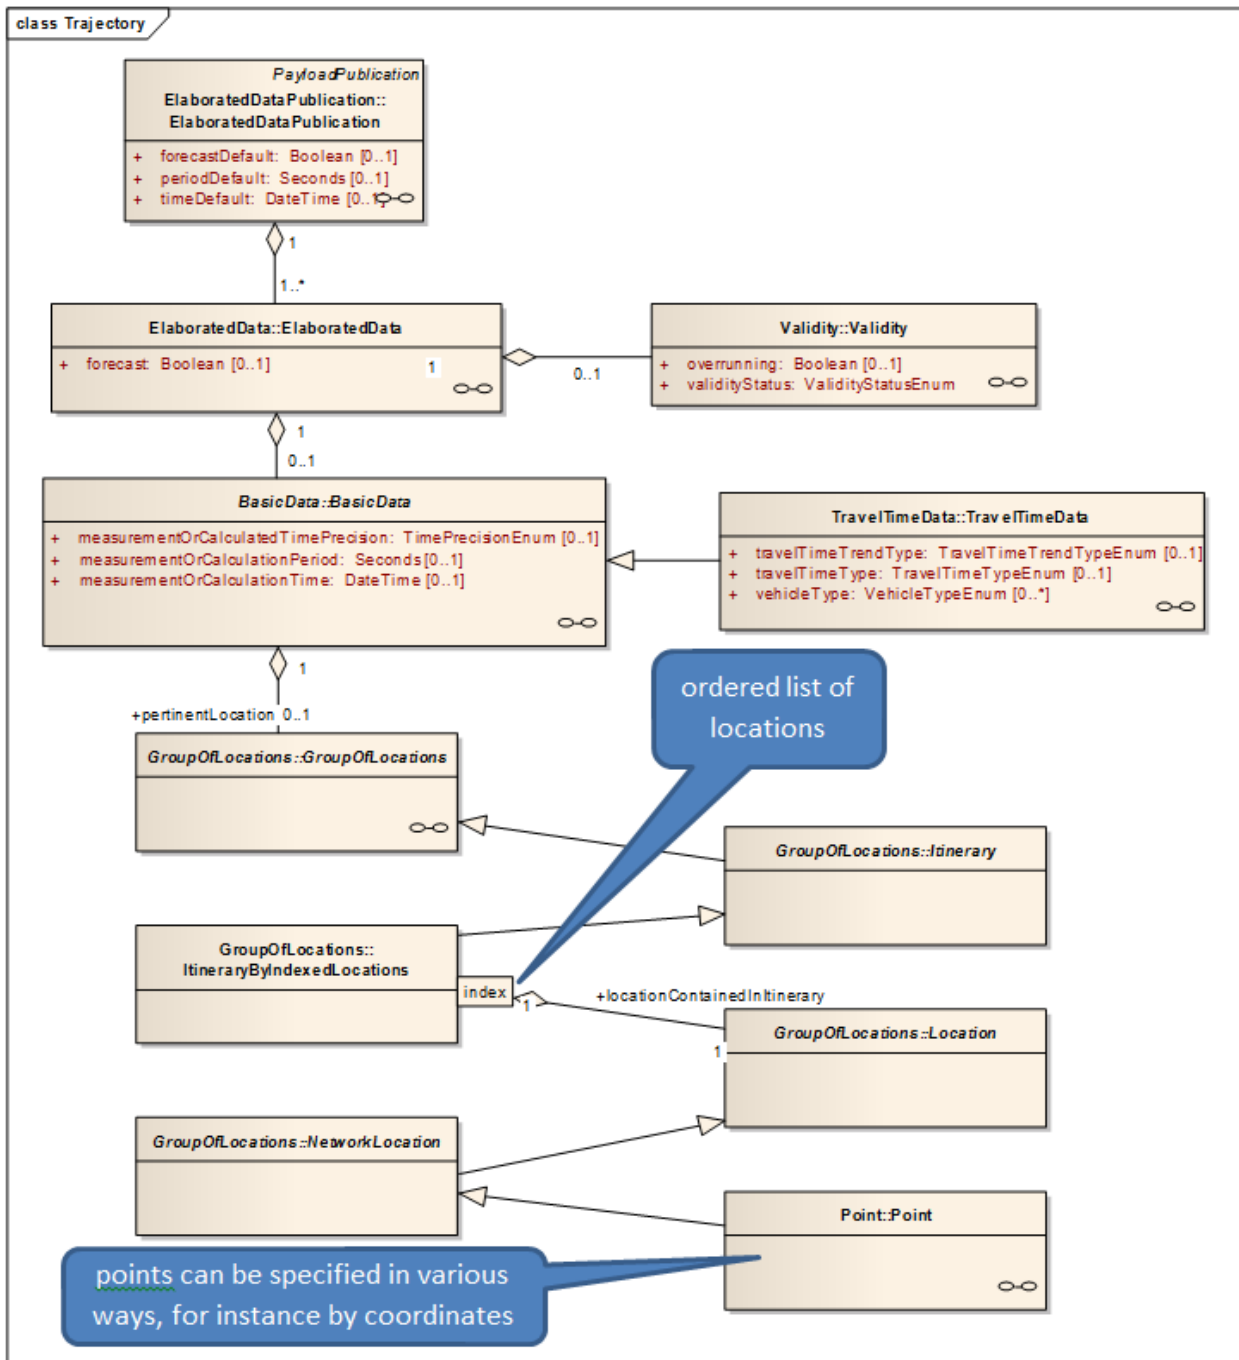 class Trajectory
PayloadPublication
ElaboratedDataPublication::
ElaboratedDataPublication
+ forecastDefault: Boolean [0..1]
+ periodDefault: Seconds [0..1]
+ timeDefault: DateTime [0..1]
1
1..*
ElaboratedData::ElaboratedData
+ forecast: Boolean [0..1]
1
0..1
Validity::Validity
+ overrunning: Boolean [0..1]
+ validityStatus: ValidityStatusEnum
1
0..1
BasicData::BasicData
+ measurementOrCalculatedTimePrecision: TimePrecisionEnum [0..1]
+ measurementOrCalculationPeriod: Seconds [0..1]
+ measurementOrCalculationTime: DateTime [0..1]
TravelTimeData::TravelTimeData
+ travelTimeTrendType: TravelTimeTrendTypeEnum [0..1]
+ travelTimeType: TravelTimeTypeEnum [0..1]
+ vehicleType: VehicleTypeEnum [0..*]
1
+pertinentLocation 0..1
ordered list of
locations
GroupOfLocations::GroupOfLocations
GroupOfLocations::Itinerary
GroupOfLocations::
ItineraryByIndexedLocations
index
1
+locationContainedInItinerary
1
GroupOfLocations::Location
GroupOfLocations::NetworkLocation
Point::Point
points can be specified in various
ways, for instance by coordinates